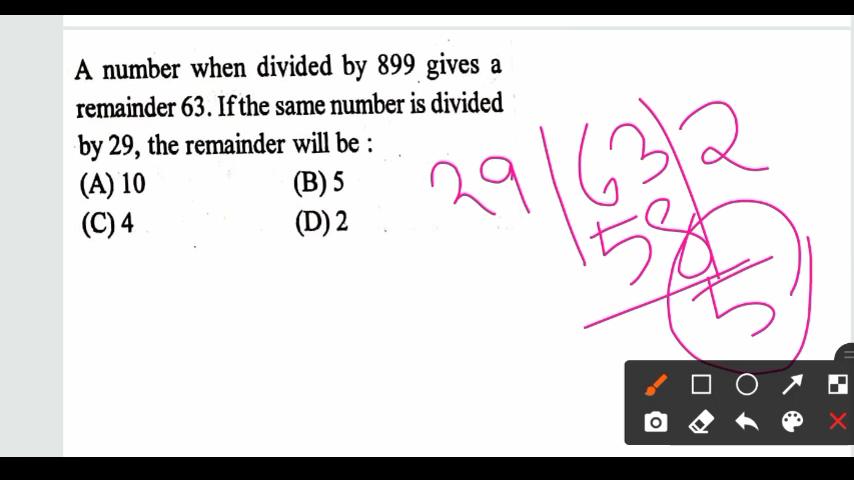 A number when divided by 899 gives a
remainder 63. If the same number is divided
by 29, the remainder will be :
(A) 10 (B) 5
(C) 4 (D) 2
29 63 2
58
5